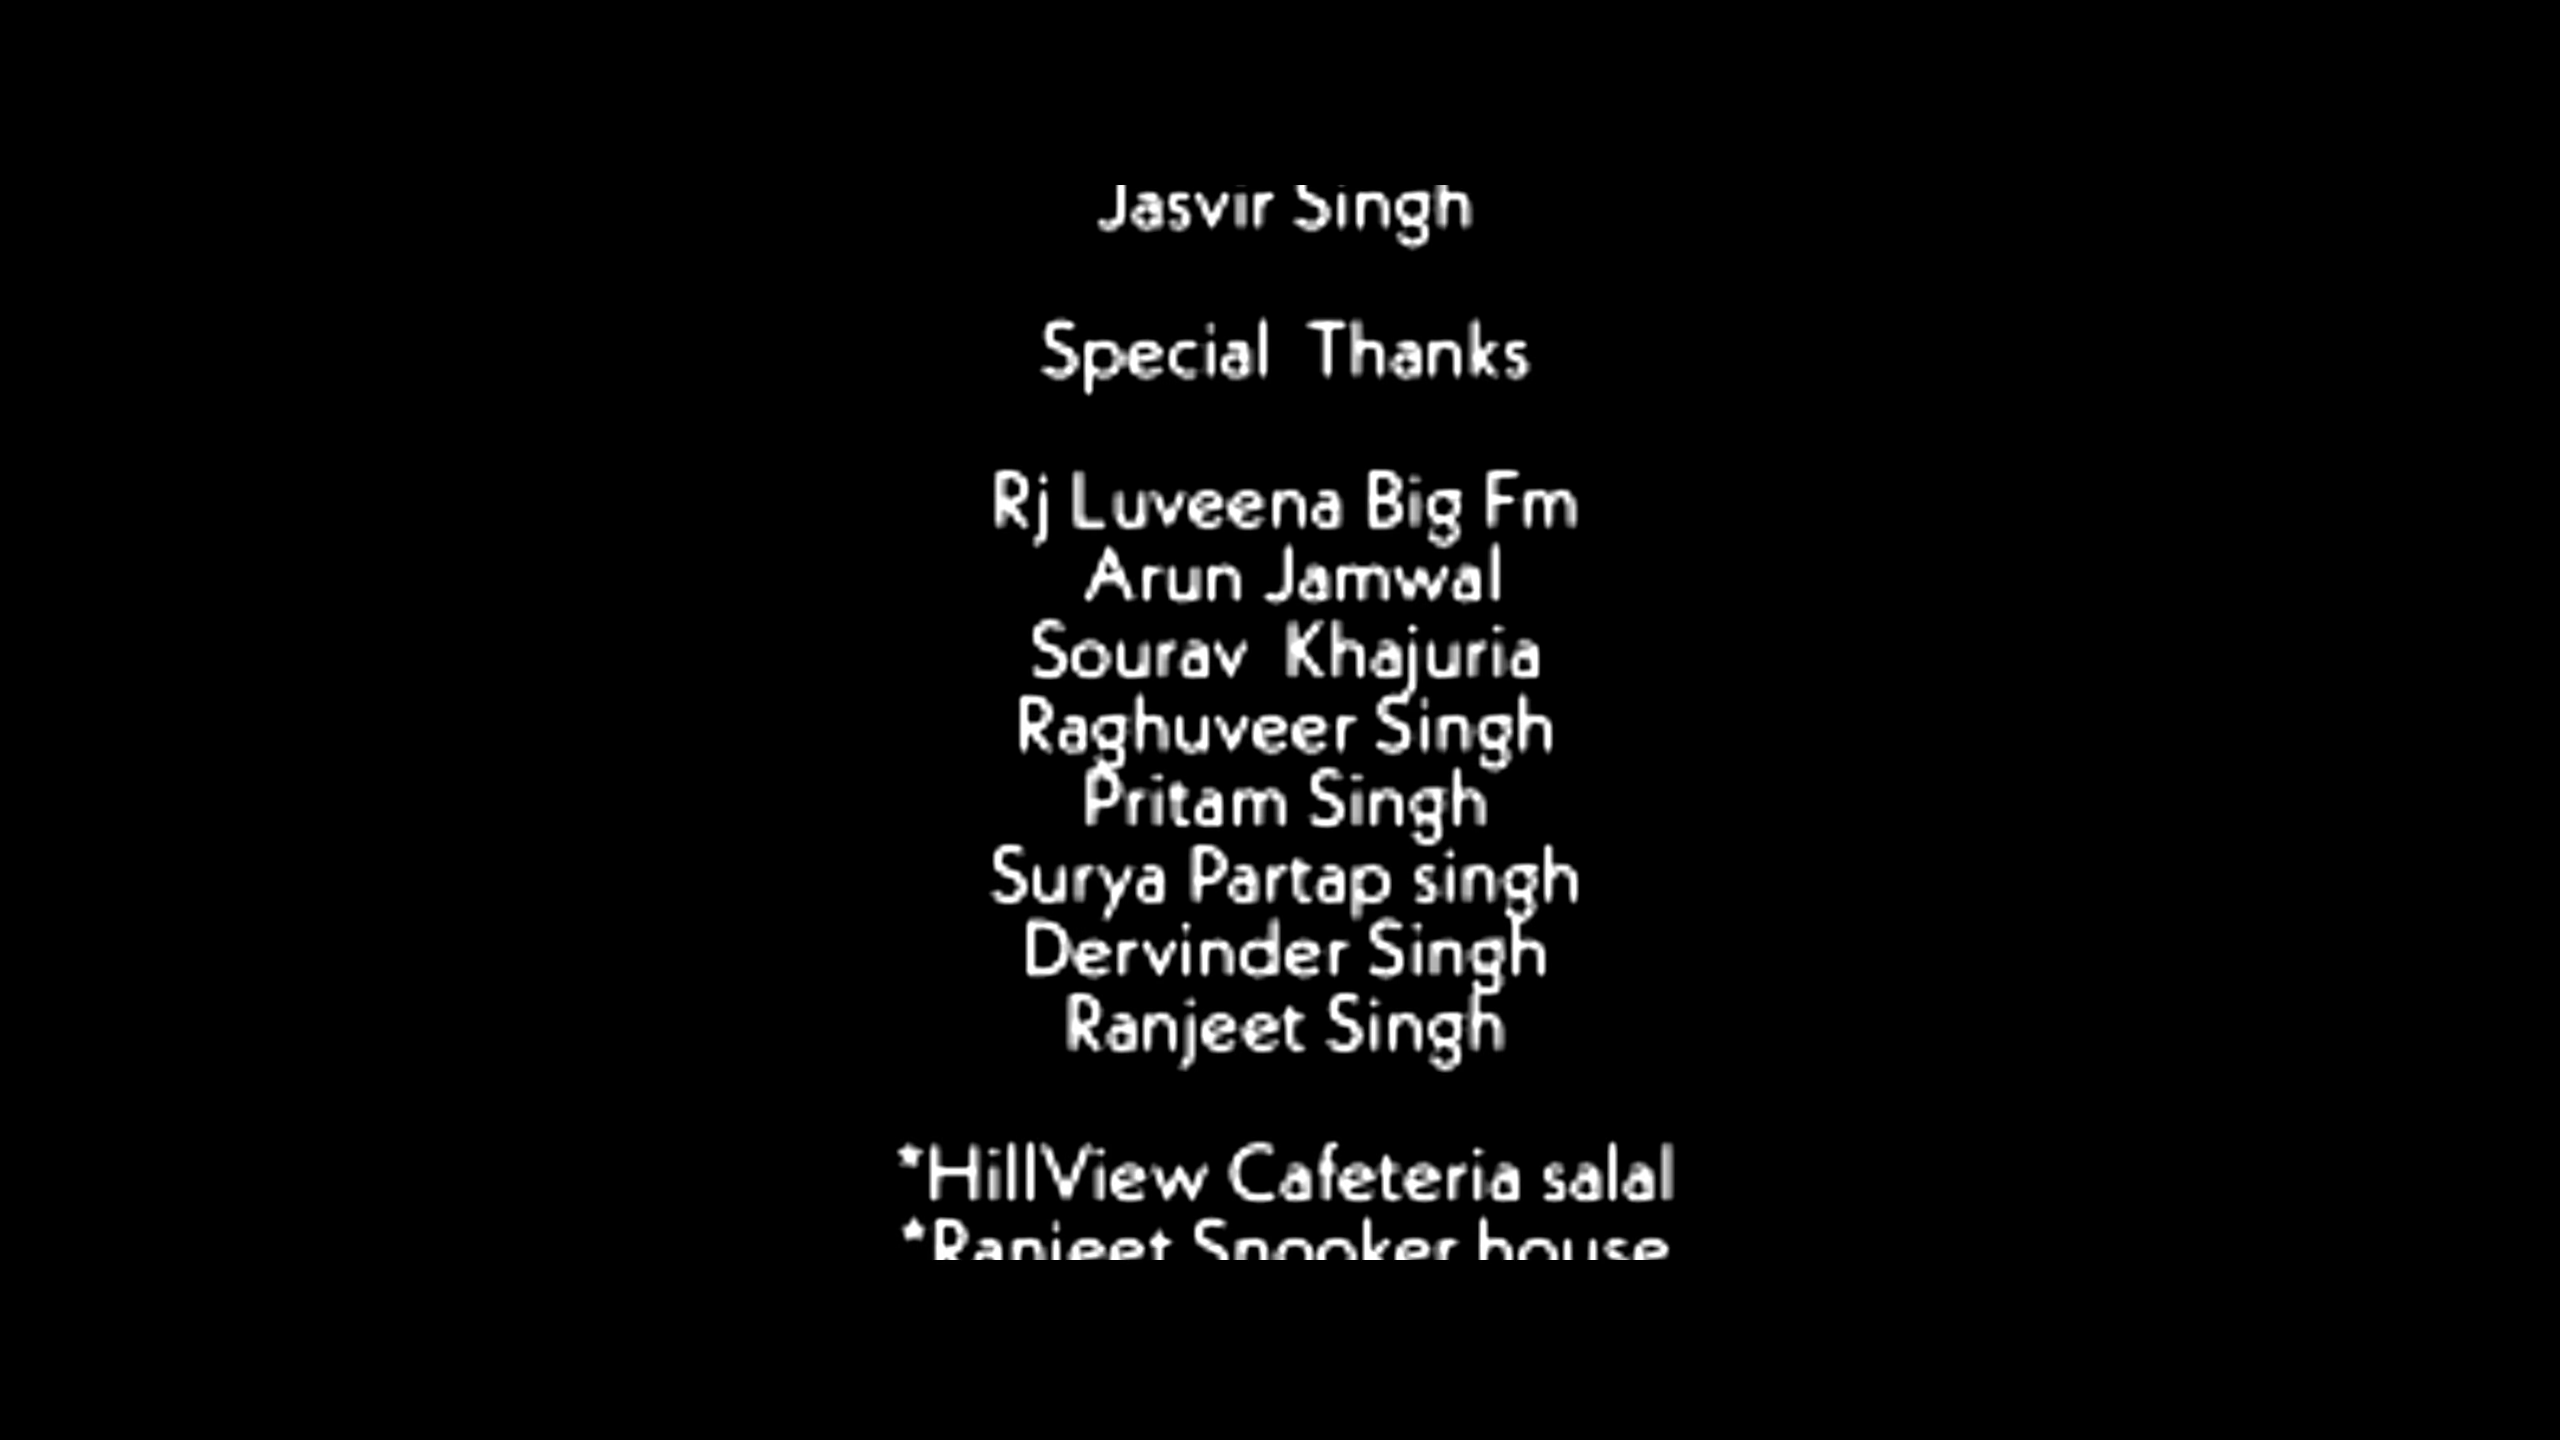 Jasvir Singh
Special Thanks
Rj Luveena Big Fm
Arun Jamwal
Sourav Khajuria
Raghuveer Singh
Pritam Singh
Surya Partap singh
Dervinder Singh
Ranjeet Singh
*HillView Cafeteria salal
*Ranjeet Snooker house